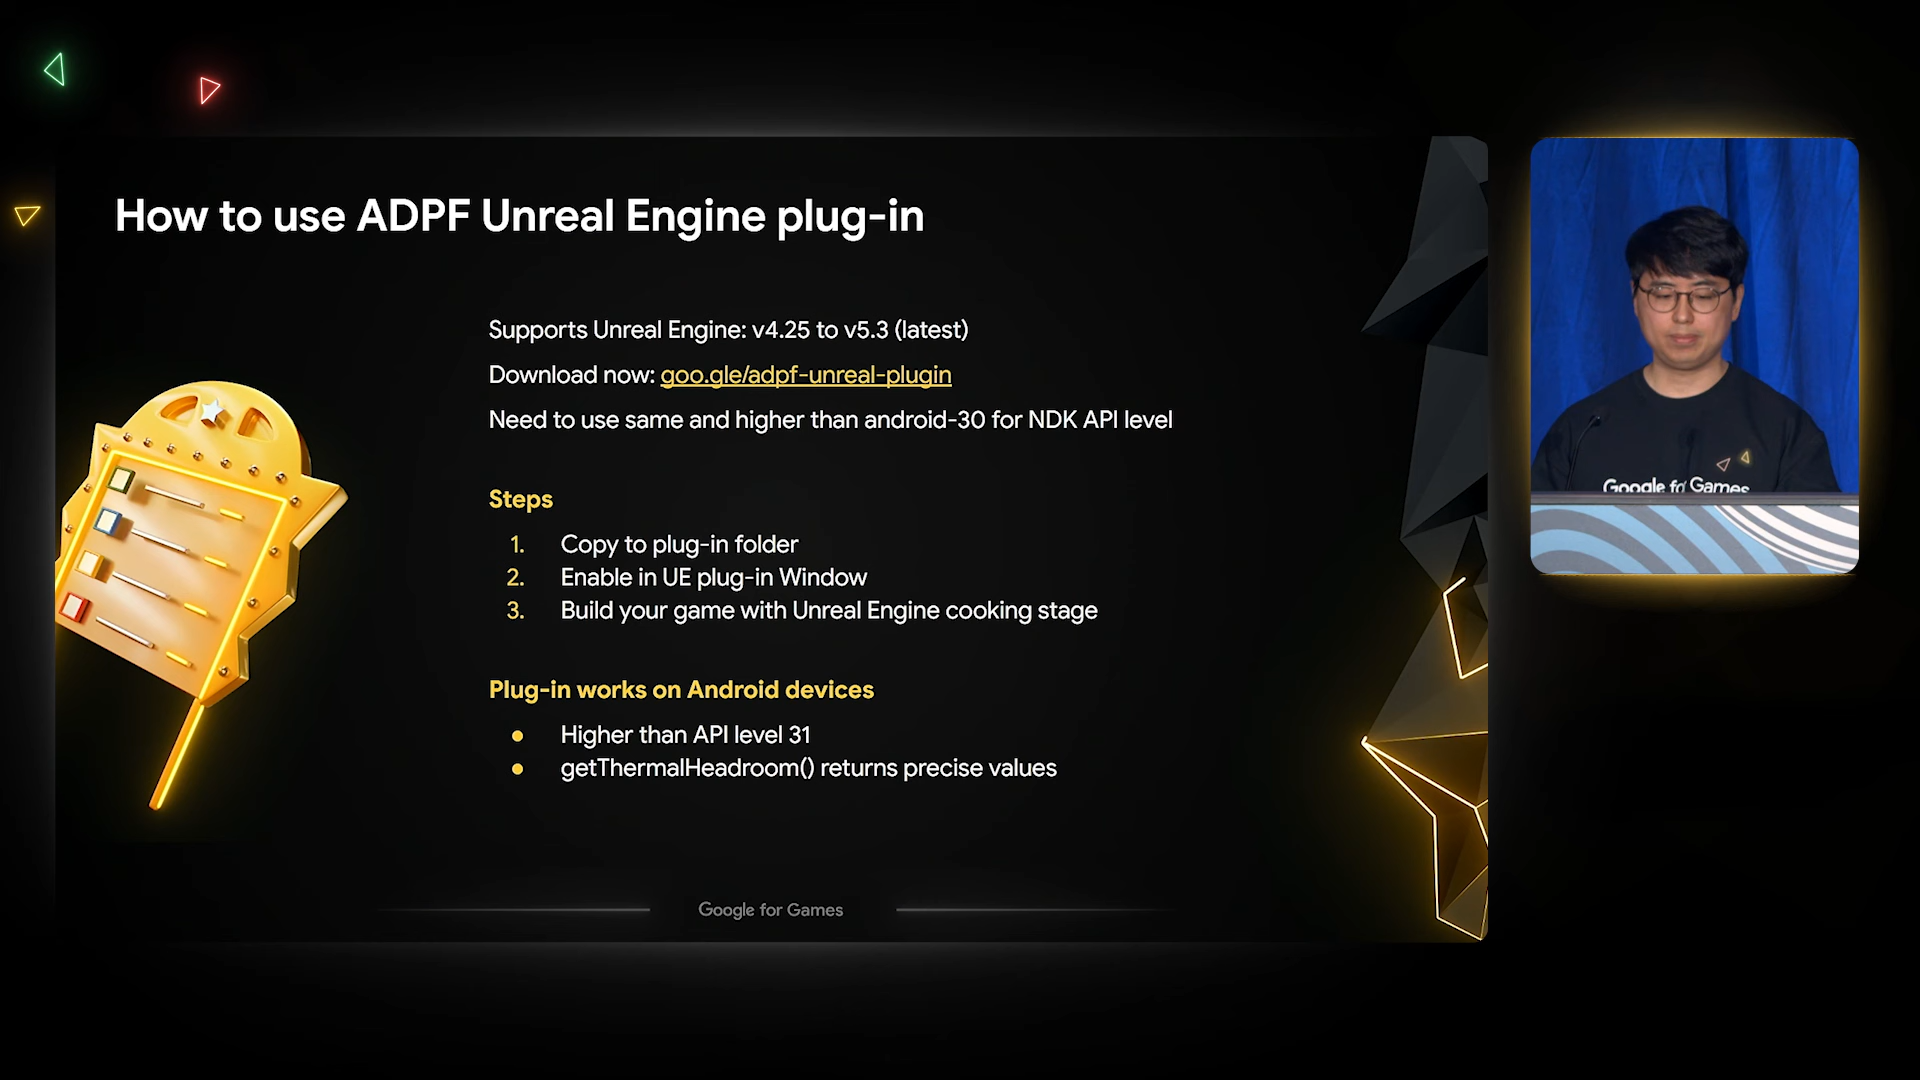 How to use ADPF Unreal Engine plug-in
Supports Unreal Engine: v4.25 to v5.3 (latest)
Download now: goo.gle/adpf-unreal-plugin
Need to use same and higher than android-30 for NDK API level
Steps
1. Copy to plug-in folder
2. Enable in UE plug-in Window
3. Build your game with Unreal Engine cooking stage
Plug-in works on Android devices
● Higher than API level 31
● getThermalHeadroom() returns precise values
Google for Games
Google for Games